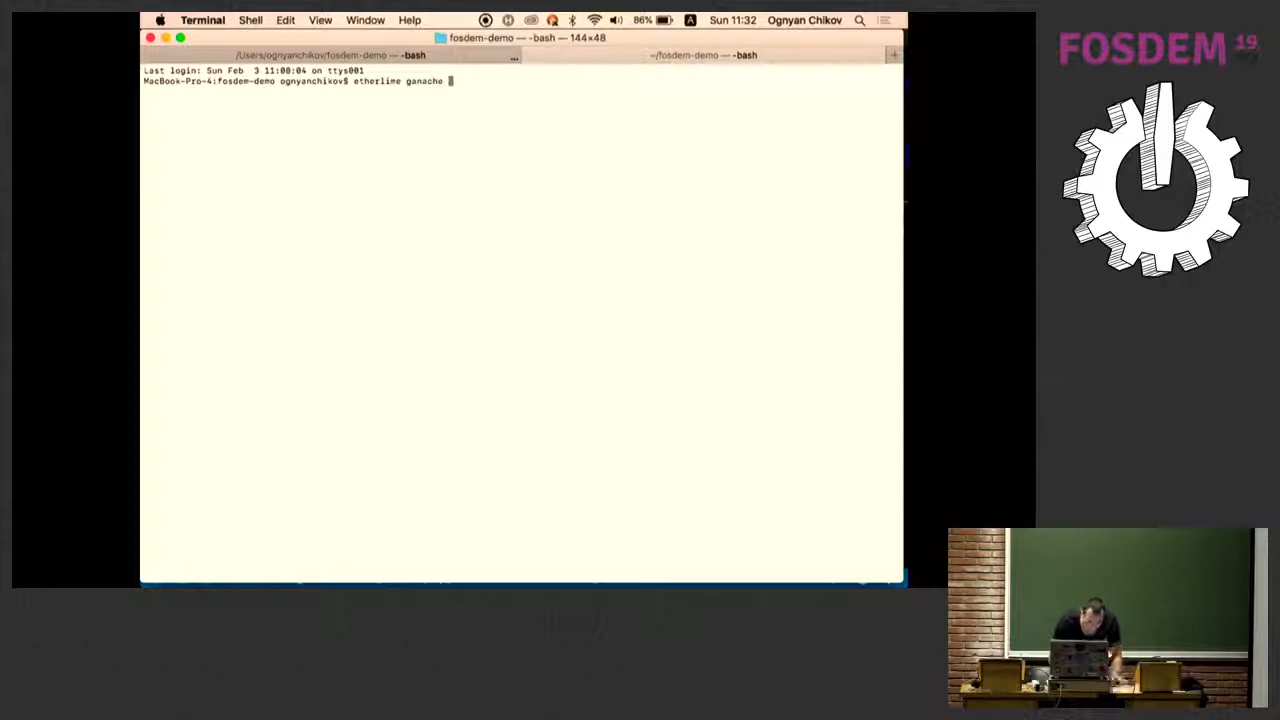 Terminal Shell Edit View Window Help 86% A Sun 11:32 Ognyan Chikov
fosdem-demo — -bash — 144×48
/Users/ognyanchikov/fosdem-demo — -bash ... ~/fosdem-demo — -bash +
Last login: Sun Feb 3 11:08:04 on ttys001
MacBook-Pro-4:fosdem-demo ognyanchikov$ etherlime ganache
FOSDEM 19